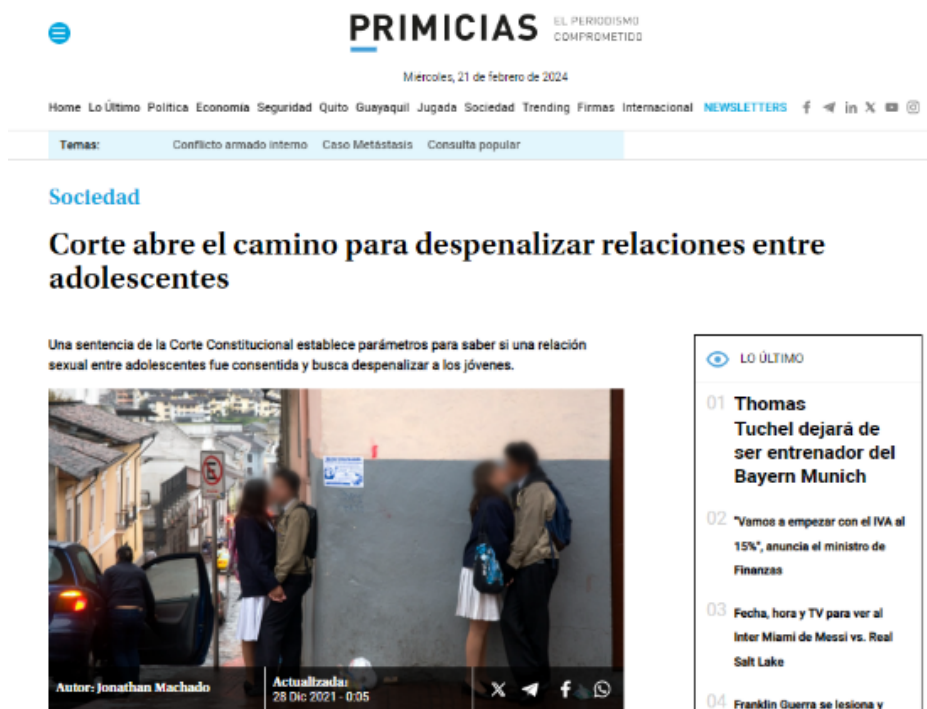 PRIMICIAS
EL PERIODISMO
COMPROMETIDO
Miércoles, 21 de febrero de 2024
Home Lo Último Política Economía Seguridad Quito Guayaquil Jugada Sociedad Trending Firmas Internacional NEWSLETTERS
Temas: Conflicto armado interno Caso Metástasis Consulta popular
Sociedad
Corte abre el camino para despenalizar relaciones entre
adolescentes
Una sentencia de la Corte Constitucional establece parámetros para saber si una relación
sexual entre adolescentes fue consentida y busca despenalizar a los jóvenes.
Autor: Jonathan Machado
Actualizada:
28 Dic 2021 - 0:05
LO ÚLTIMO
01 Thomas
Tuchel dejará de
ser entrenador del
Bayern Munich
02 "Vamos a empezar con el IVA al
15%", anuncia el ministro de
Finanzas
03 Fecha, hora y TV para ver al
Inter Miami de Messi vs. Real
Salt Lake
04 Franklin Guerra se lesiona y